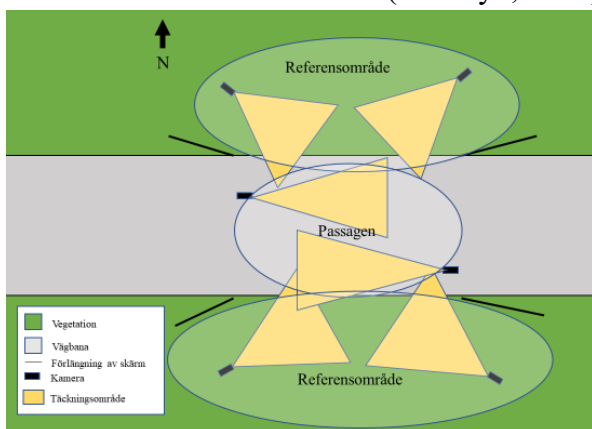 N
Referensområde
Passagen
Referensområde
Vegetation
Vägbana
Förlängning av skärm
Kamera
Täckningsområde